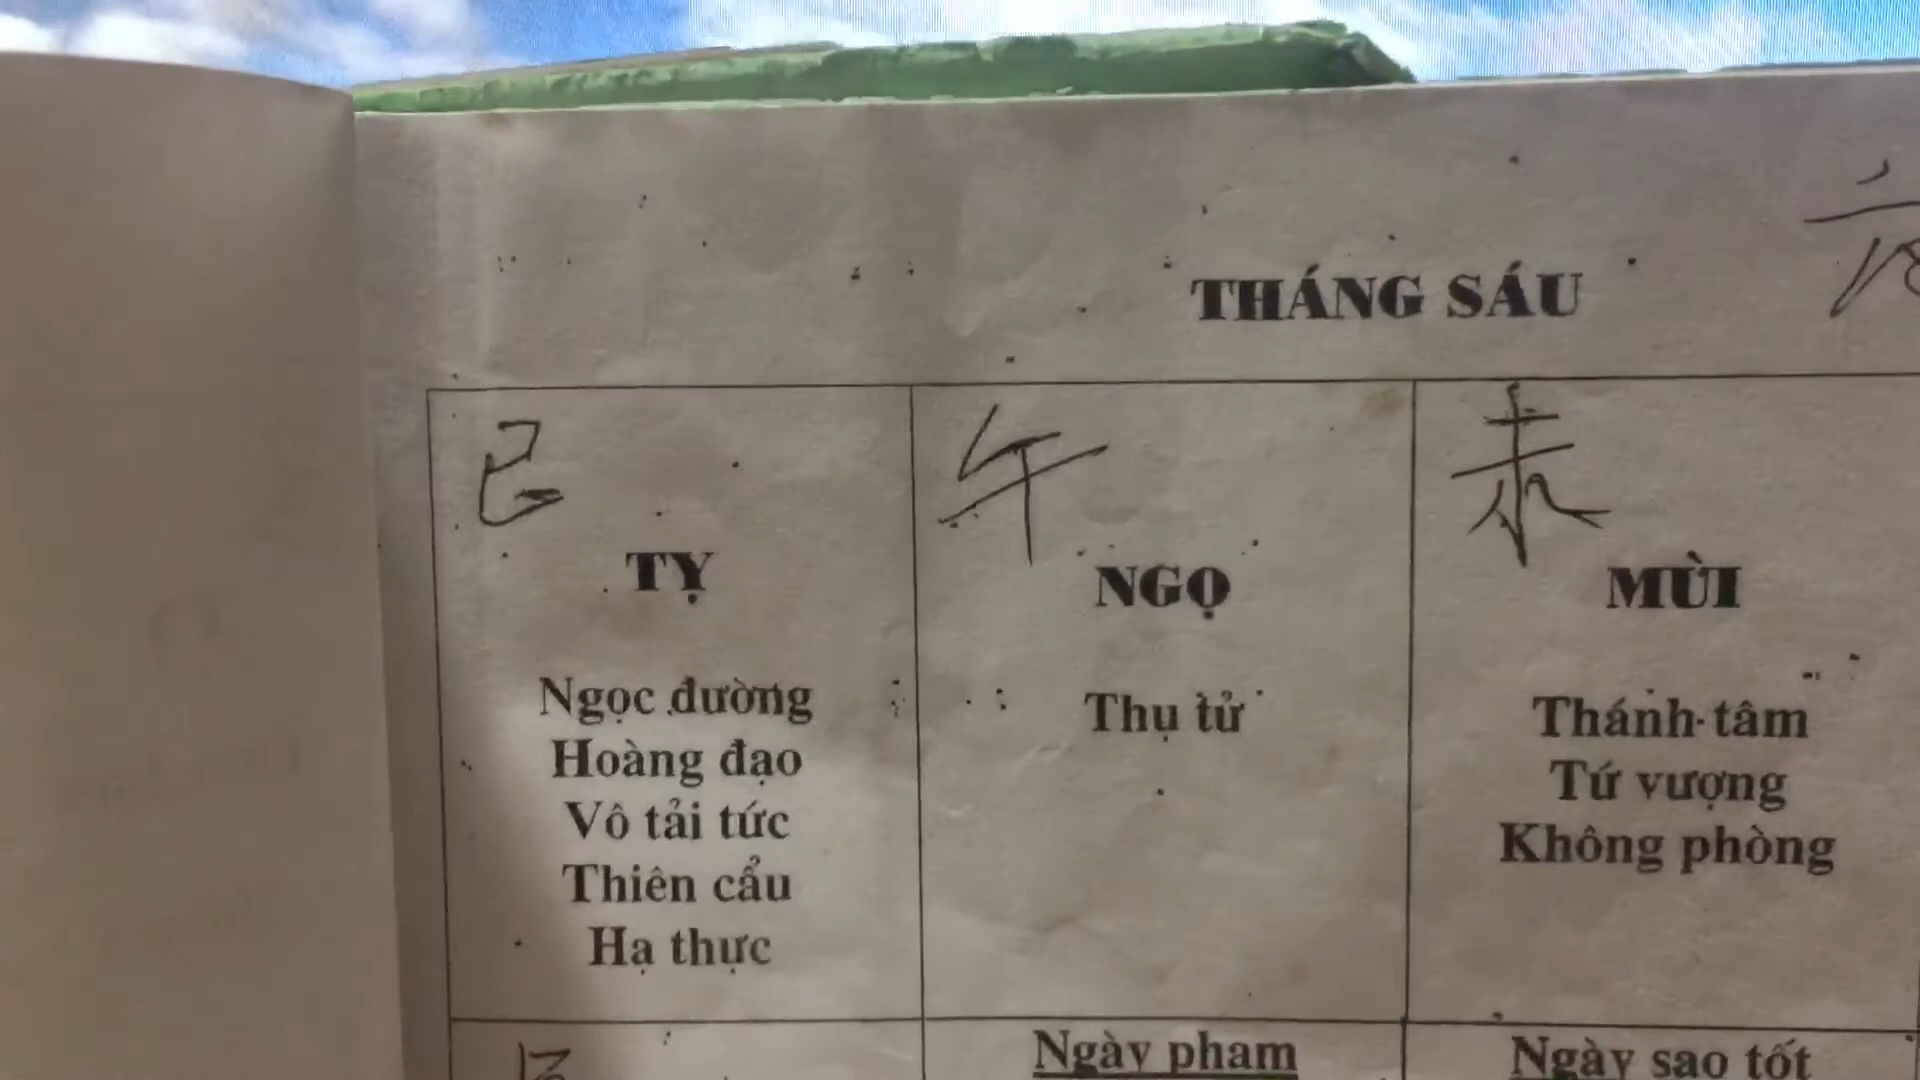 THÁNG SÁU
巳
TỴ
Ngọc đường
Hoàng đạo
Vô tải tức
Thiên cẩu
Hạ thực
午
NGỌ
Thụ tử
未
MÙI
Thánh tâm
Tứ vượng
Không phòng
Ngày phạm
Ngày sao tốt